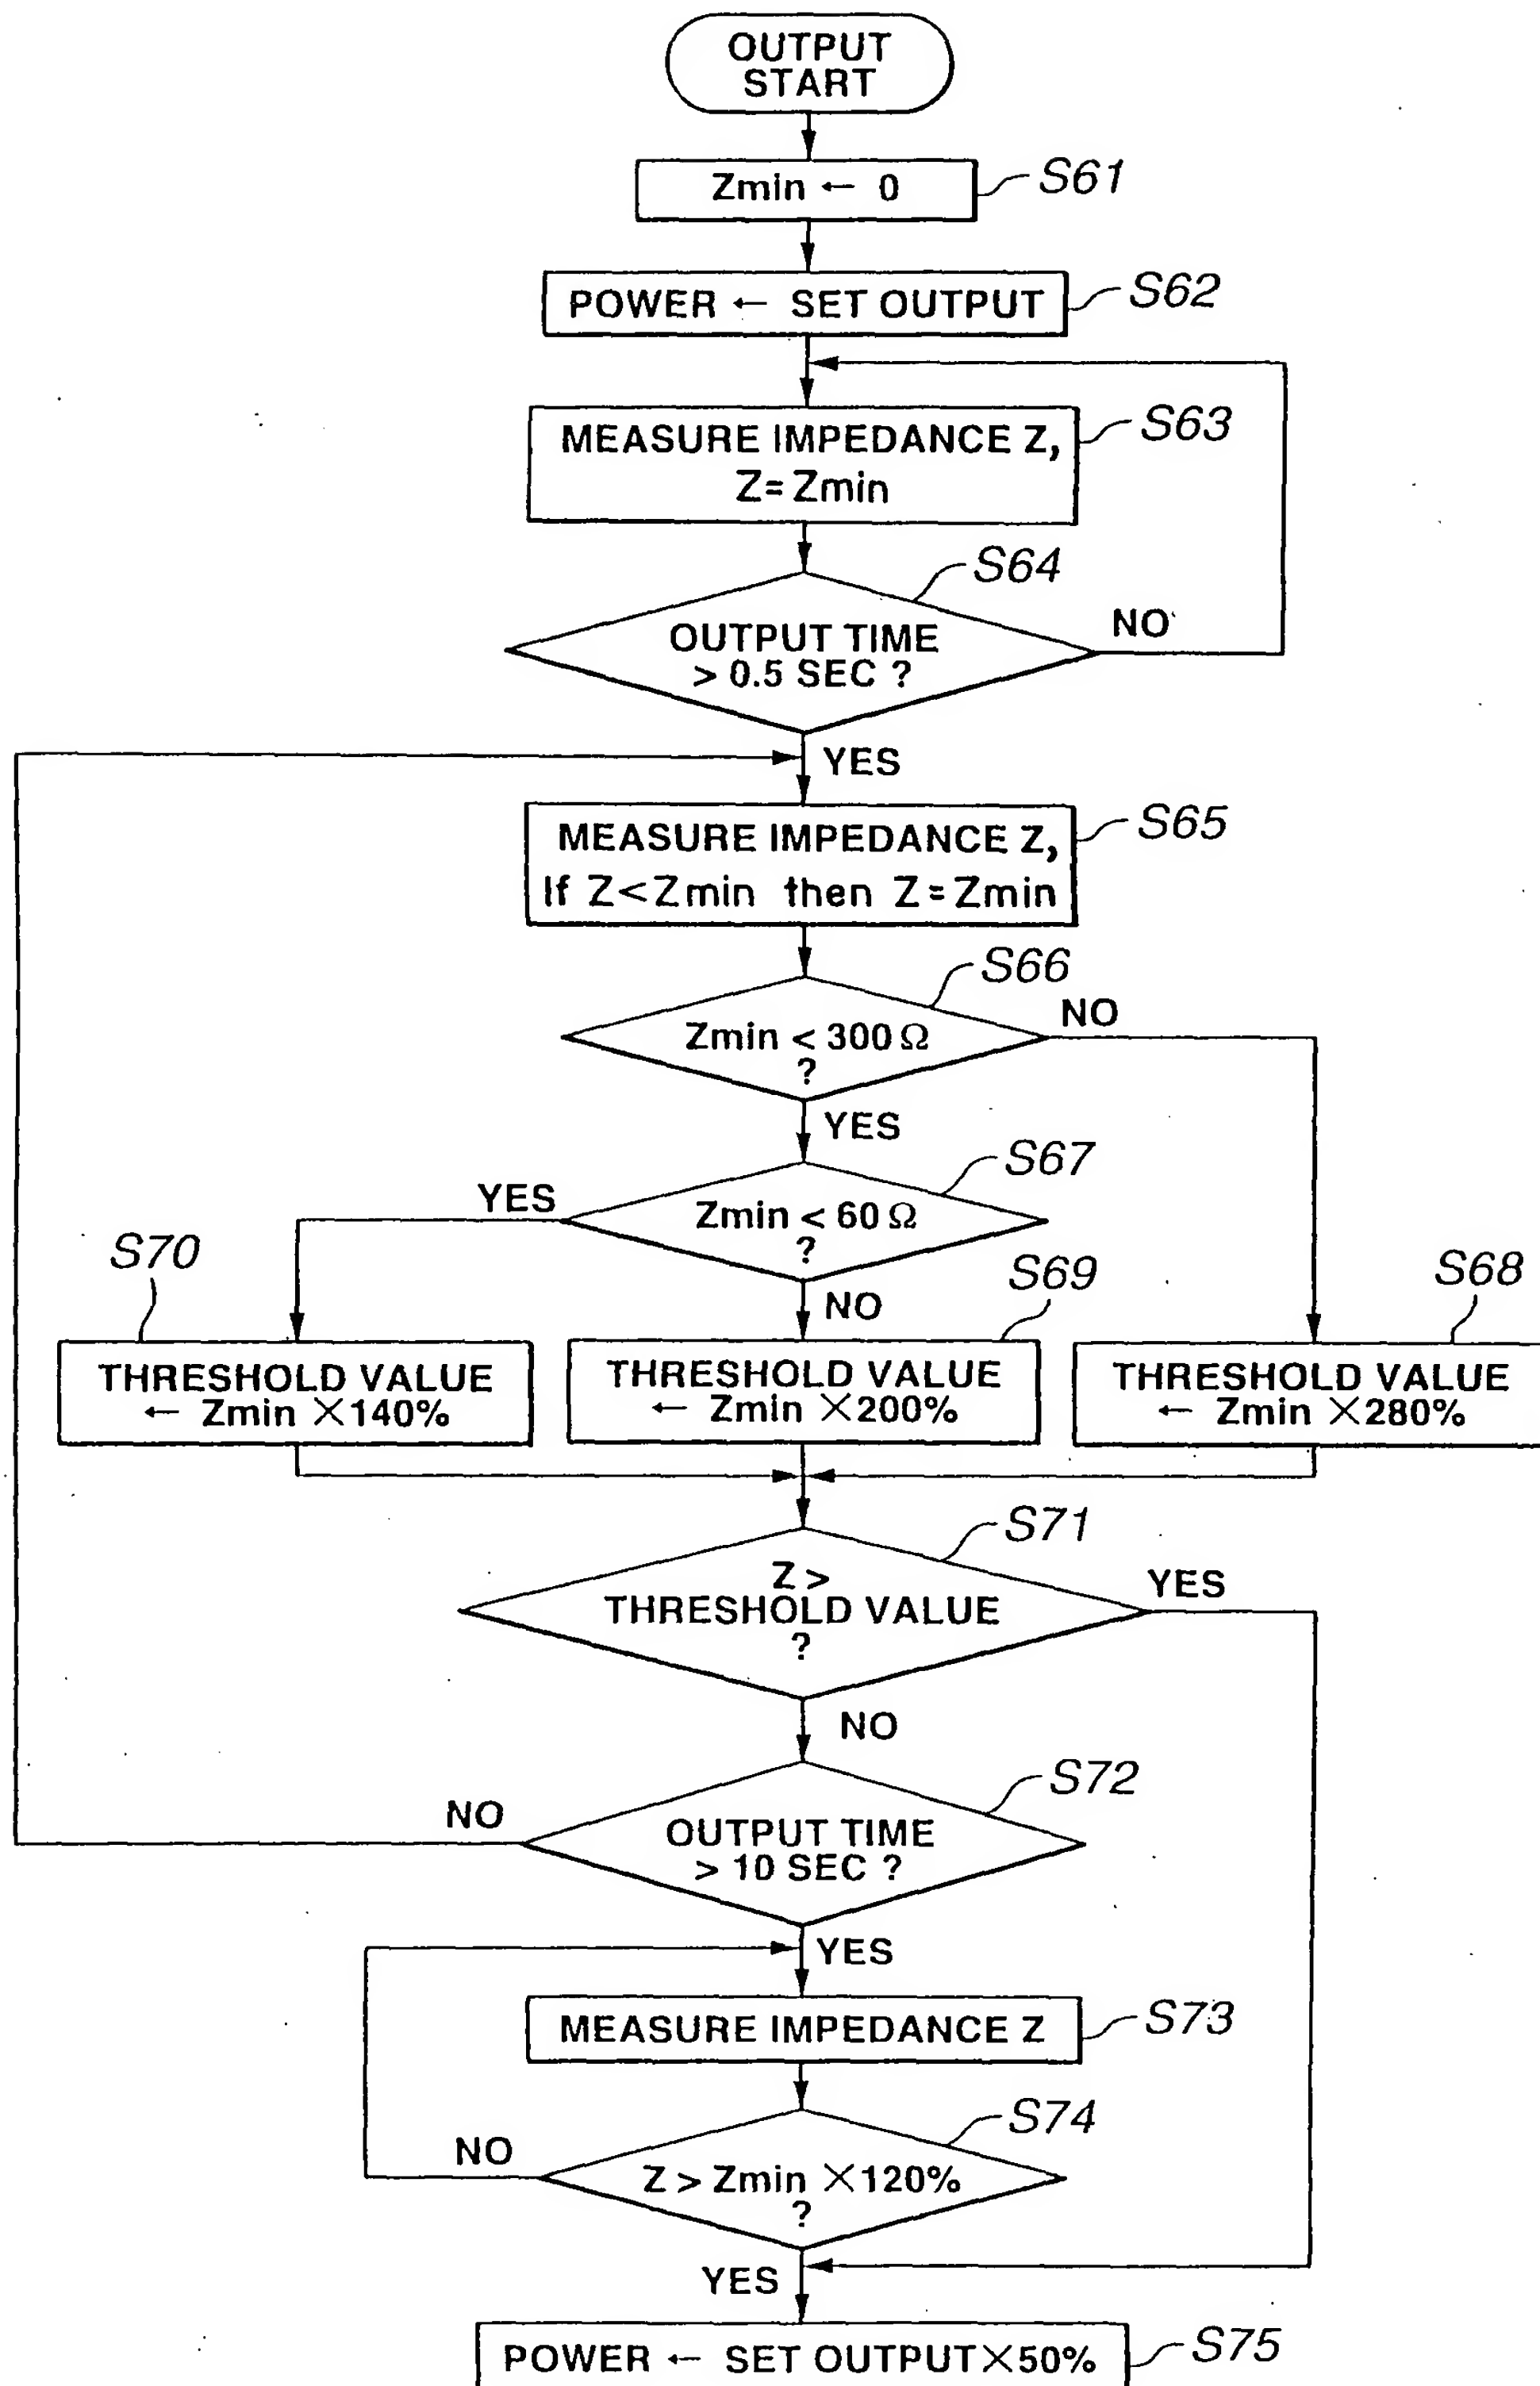 OUTPUT
START
Zmin ← 0
S61
POWER ← SET OUTPUT
S62
MEASURE IMPEDANCE Z,
Z=Zmin
S63
S64
OUTPUT TIME
> 0.5 SEC ?
NO
YES
MEASURE IMPEDANCE Z,
If Z<Zmin then Z=Zmin
S65
S66
Zmin < 300 Ω
?
NO
YES
S67
Zmin < 60 Ω
?
YES
NO
S70
S69
S68
THRESHOLD VALUE
← Zmin ×140%
THRESHOLD VALUE
← Zmin ×200%
THRESHOLD VALUE
← Zmin ×280%
S71
Z >
THRESHOLD VALUE
?
YES
NO
S72
OUTPUT TIME
> 10 SEC ?
NO
YES
MEASURE IMPEDANCE Z
S73
S74
Z > Zmin ×120%
?
NO
YES
POWER ← SET OUTPUT×50%
S75